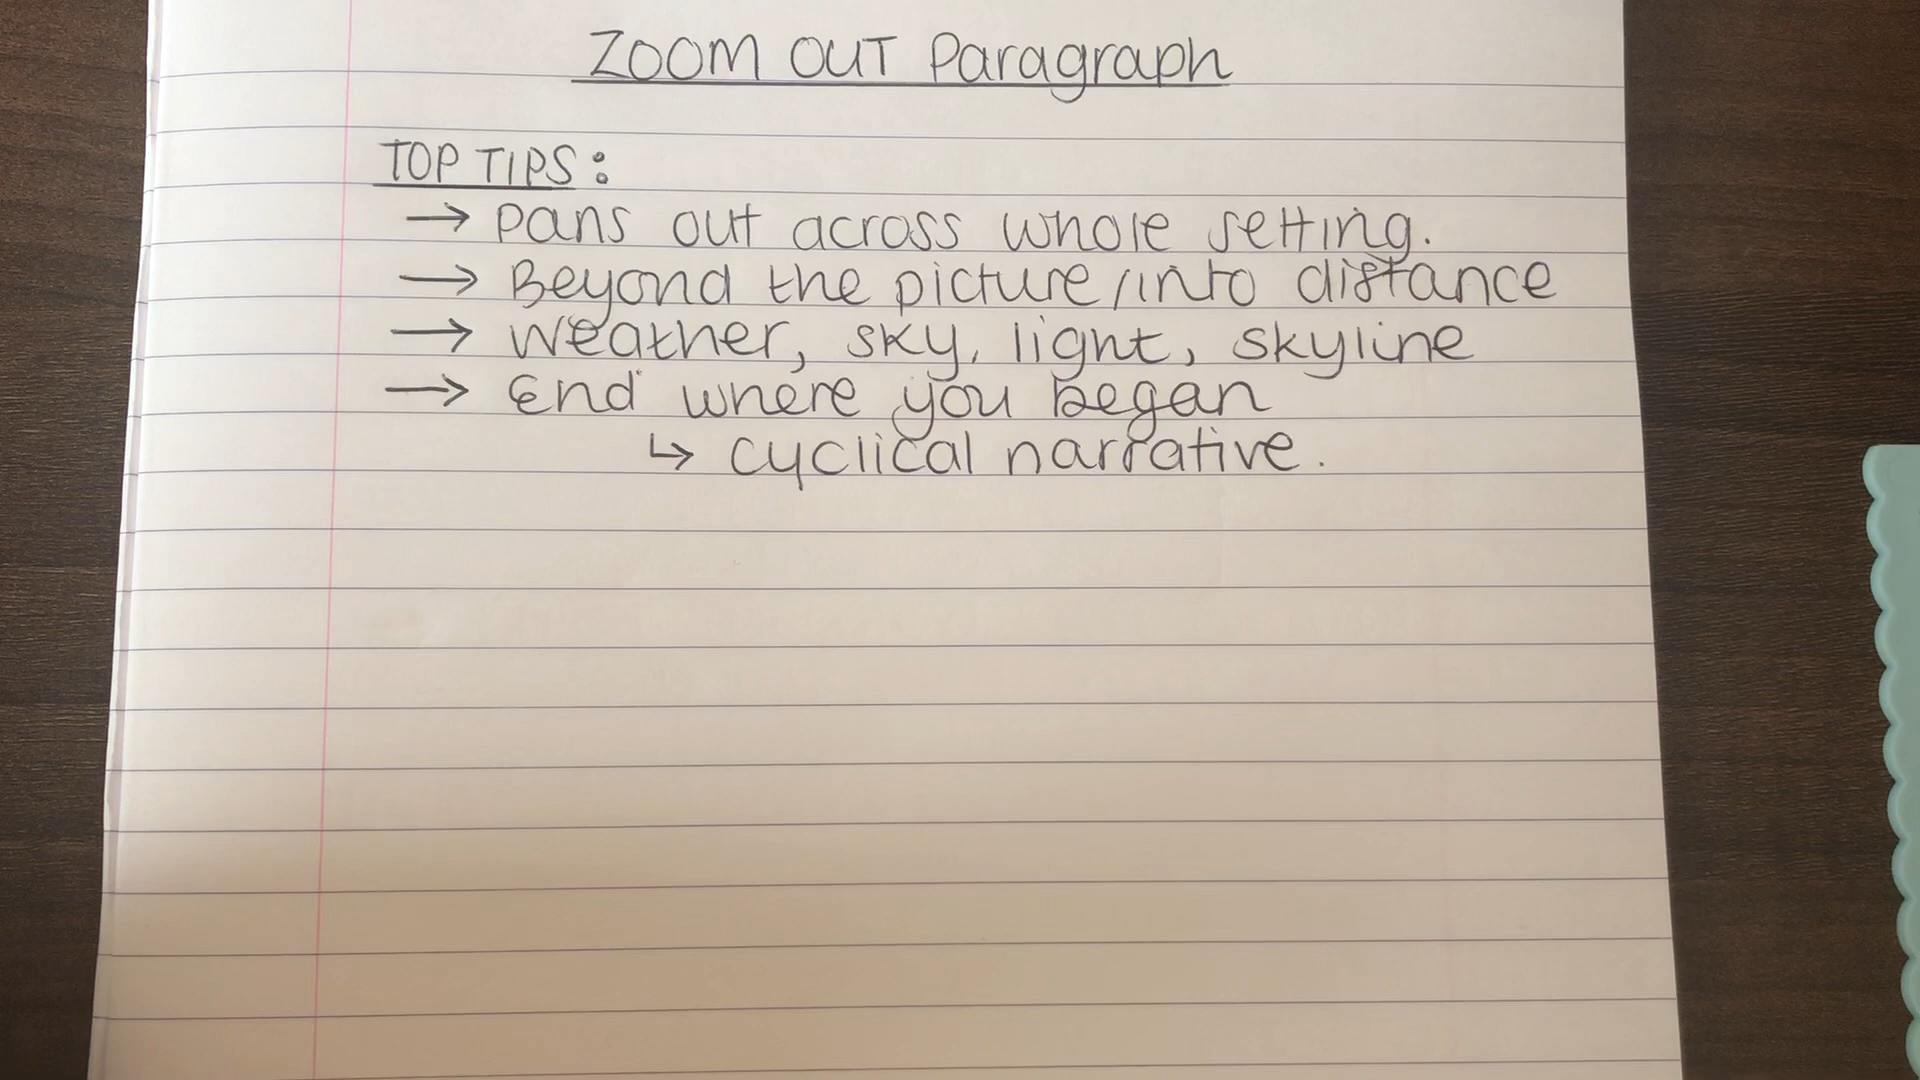 ZOOM OUT Paragraph
TOP TIPS:
→ pans out across whole setting.
→ Beyond the picture/into distance
→ Weather, sky, light, skyline
→ End where you began
↳ cyclical narrative.